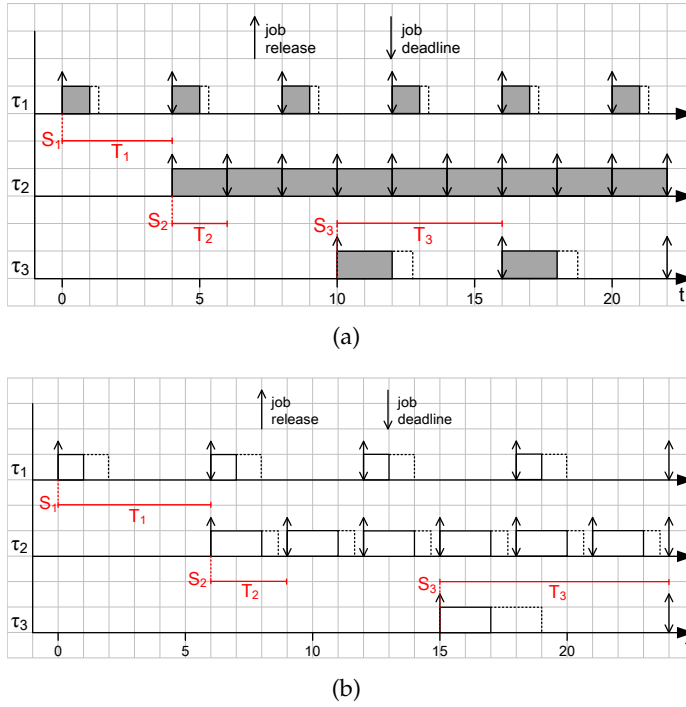 job
release
job
deadline
τ1
S1
T1
τ2
S2
T2
S3
T3
τ3
0
5
10
15
20
t
(a)
job
release
job
deadline
τ1
S1
T1
τ2
S2
T2
S3
T3
τ3
0
5
10
15
20
(b)